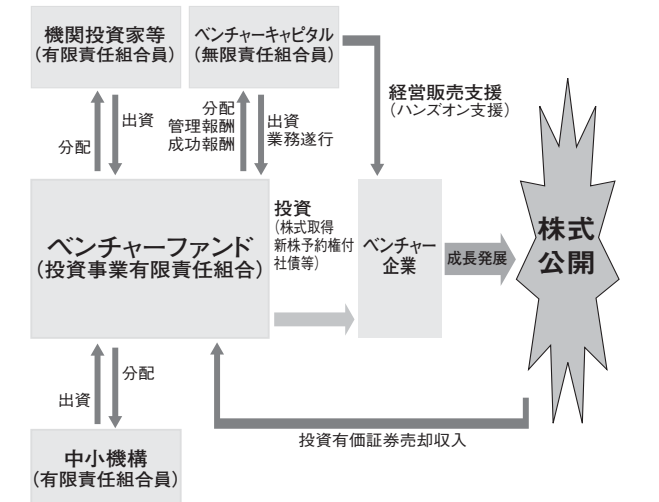 機関投資家等
（有限責任組合員）
ベンチャーキャピタル
（無限責任組合員）
経営販売支援
（ハンズオン支援）
分配
出資
分配
管理報酬
成功報酬
出資
業務遂行
ベンチャーファンド
（投資事業有限責任組合）
投資
（株式取得
新株予約権付
社債等）
ベンチャー
企業
成長発展
株式
公開
出資
分配
投資有価証券売却収入
中小機構
（有限責任組合員）